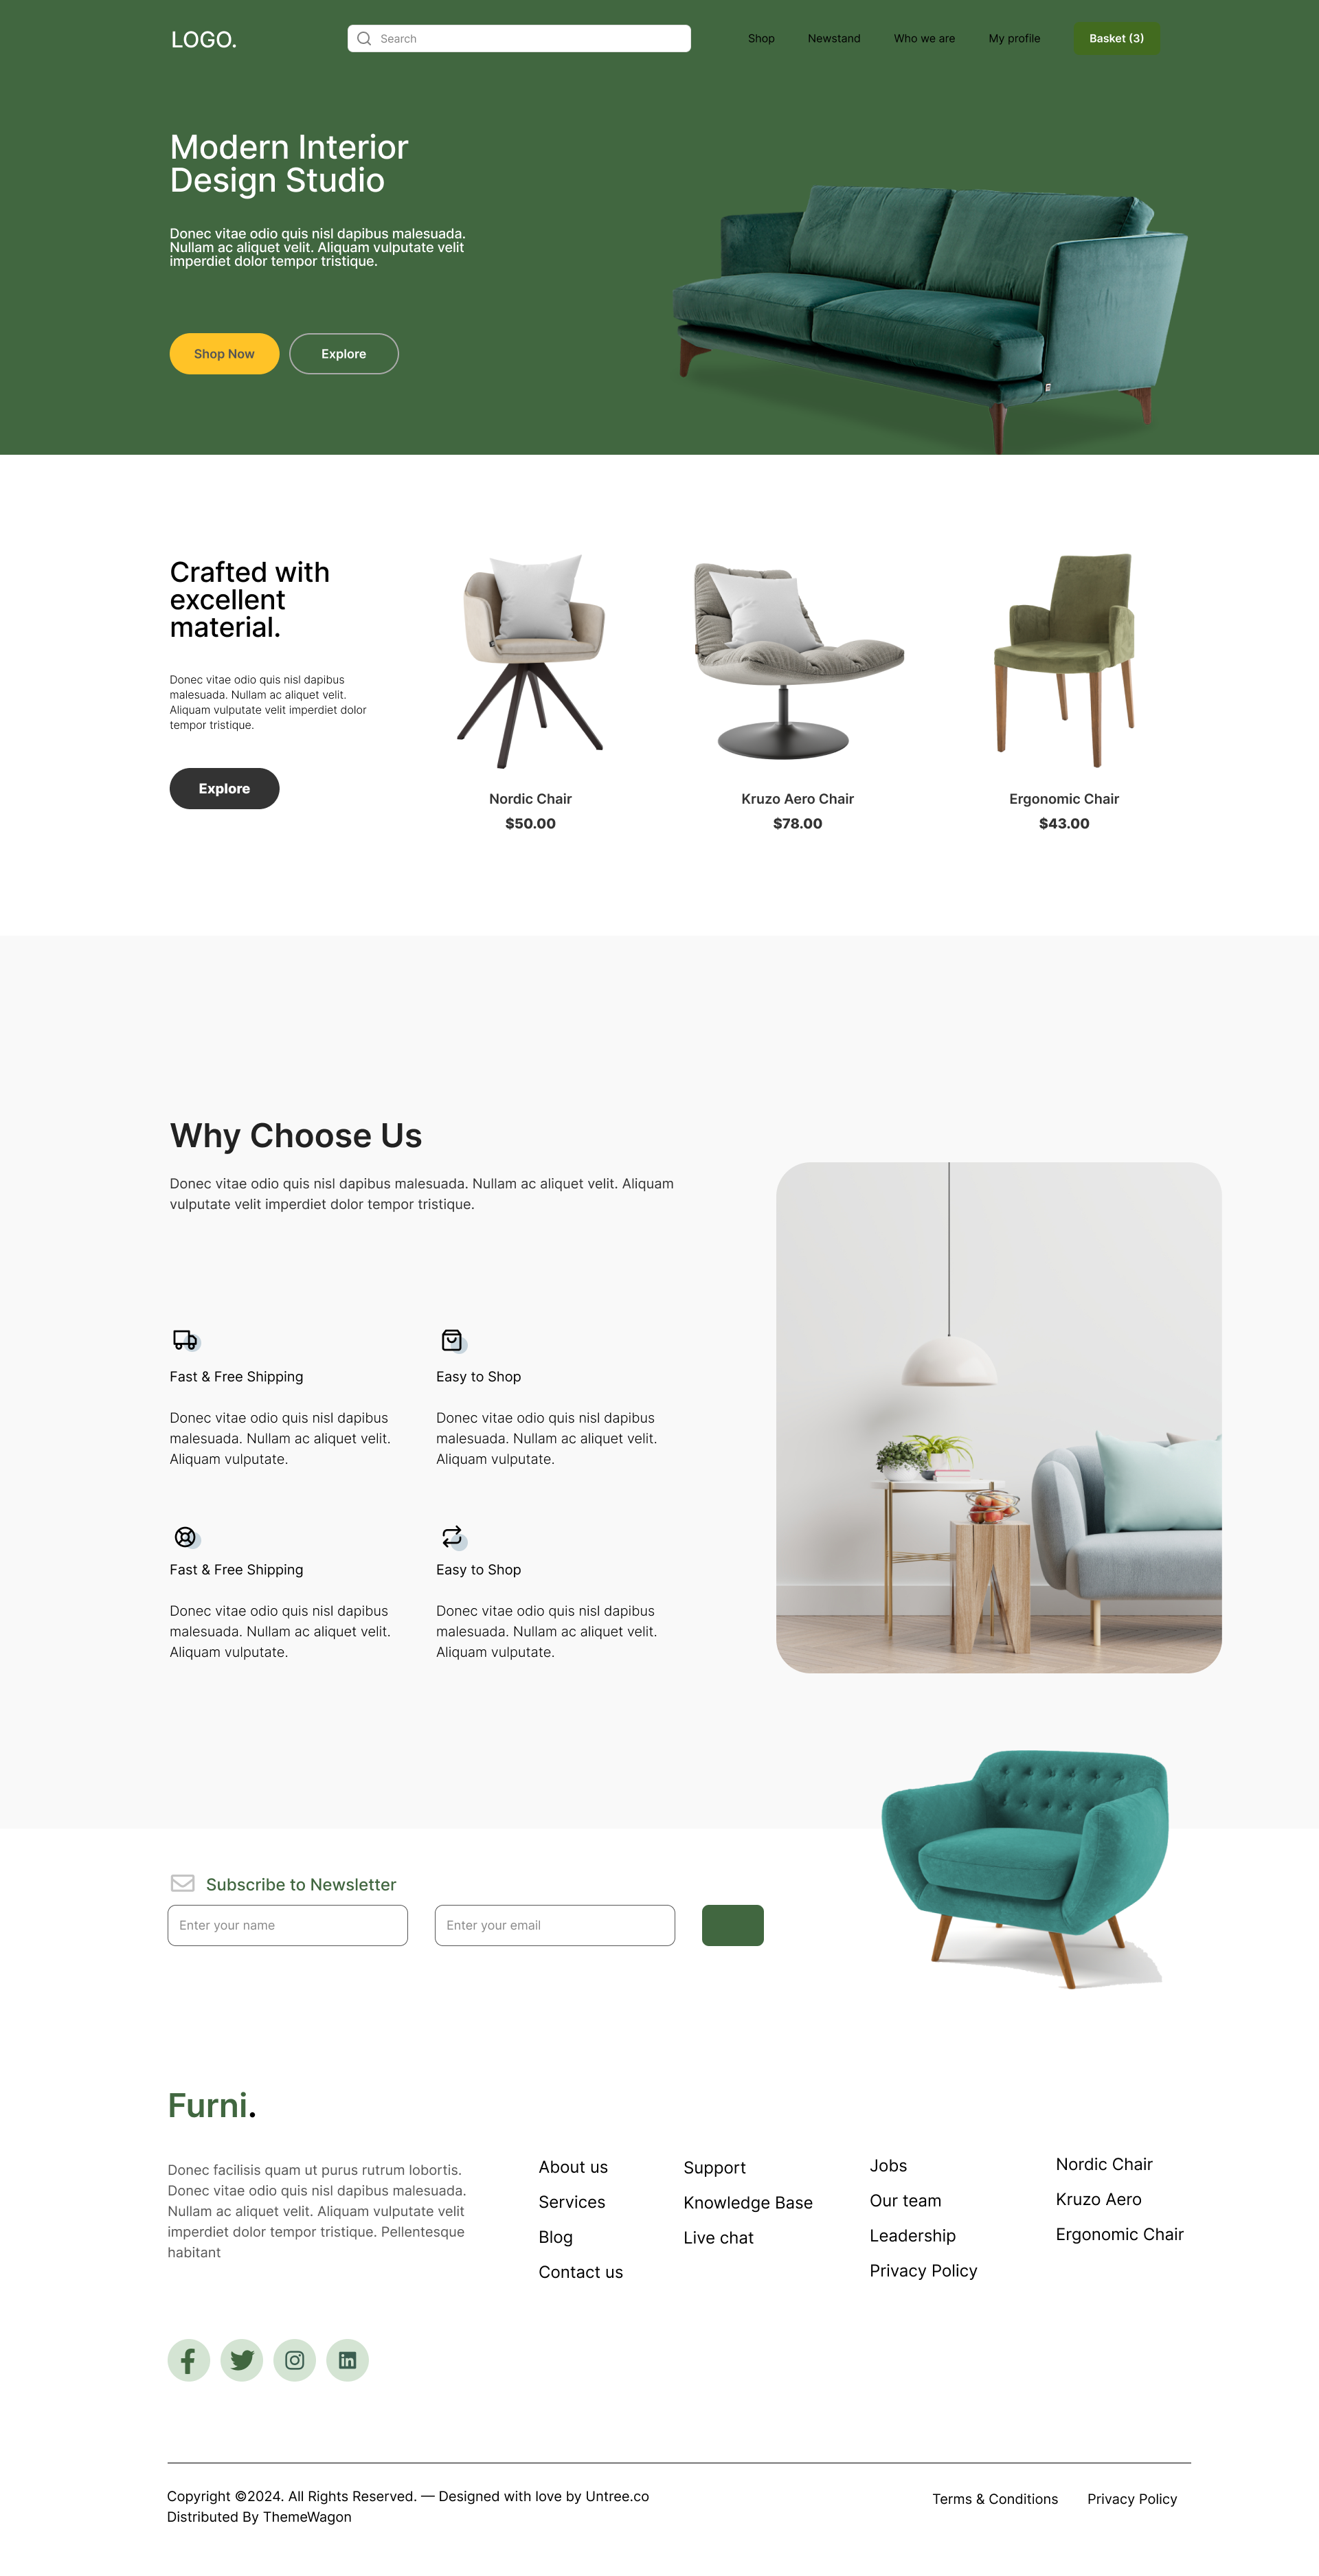 LOGO.
Search
Shop
Newstand
Who we are
My profile
Basket (3)
Modern Interior
Design Studio
Donec vitae odio quis nisl dapibus malesuada.
Nullam ac aliquet velit. Aliquam vulputate velit
imperdiet dolor tempor tristique.
Shop Now
Explore
Crafted with
excellent
material.
Donec vitae odio quis nisl dapibus
malesuada. Nullam ac aliquet velit.
Aliquam vulputate velit imperdiet dolor
tempor tristique.
Explore
Nordic Chair
$50.00
Kruzo Aero Chair
$78.00
Ergonomic Chair
$43.00
Why Choose Us
Donec vitae odio quis nisl dapibus malesuada. Nullam ac aliquet velit. Aliquam
vulputate velit imperdiet dolor tempor tristique.
Fast & Free Shipping
Donec vitae odio quis nisl dapibus
malesuada. Nullam ac aliquet velit.
Aliquam vulputate.
Easy to Shop
Donec vitae odio quis nisl dapibus
malesuada. Nullam ac aliquet velit.
Aliquam vulputate.
Fast & Free Shipping
Donec vitae odio quis nisl dapibus
malesuada. Nullam ac aliquet velit.
Aliquam vulputate.
Easy to Shop
Donec vitae odio quis nisl dapibus
malesuada. Nullam ac aliquet velit.
Aliquam vulputate.
Subscribe to Newsletter
Enter your name
Enter your email
Furni.
Donec facilisis quam ut purus rutrum lobortis.
Donec vitae odio quis nisl dapibus malesuada.
Nullam ac aliquet velit. Aliquam vulputate velit
imperdiet dolor tempor tristique. Pellentesque
habitant
About us
Services
Blog
Contact us
Support
Knowledge Base
Live chat
Jobs
Our team
Leadership
Privacy Policy
Nordic Chair
Kruzo Aero
Ergonomic Chair
Copyright ©2024. All Rights Reserved. — Designed with love by Untree.co
Distributed By ThemeWagon
Terms & Conditions
Privacy Policy